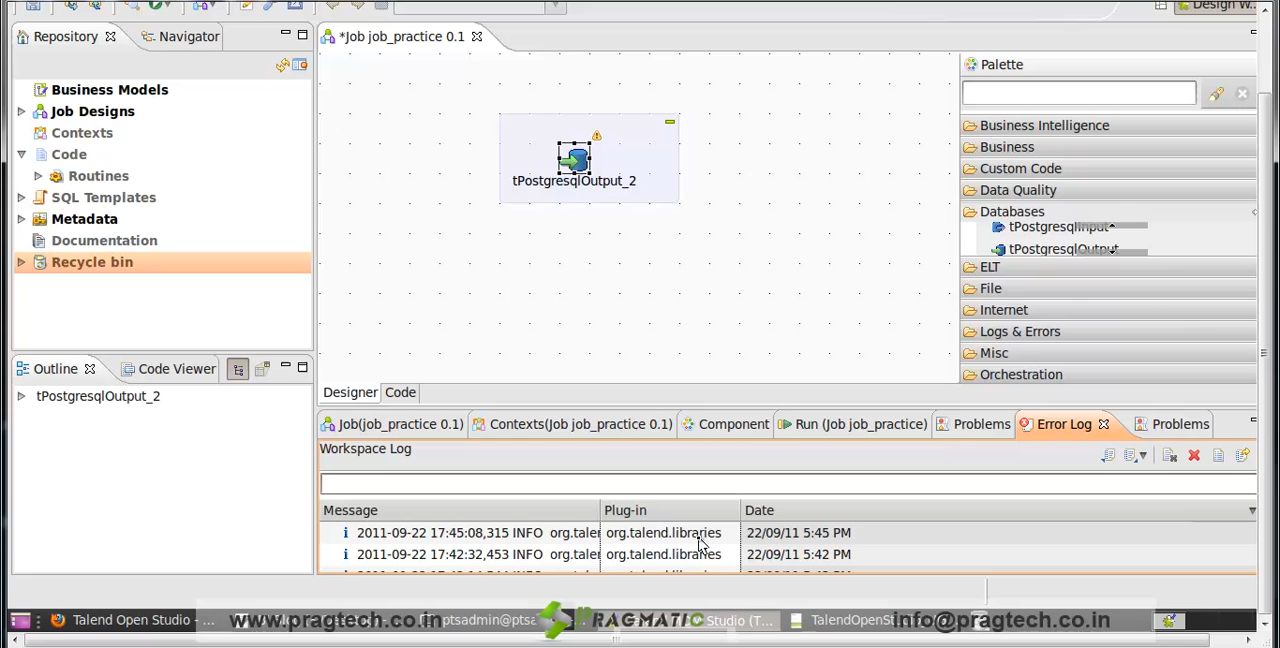 Design W...
Repository
Navigator
*Job job_practice 0.1
Palette
Business Models
Job Designs
Contexts
Code
Routines
SQL Templates
Metadata
Documentation
Recycle bin
tPostgresqlOutput_2
Business Intelligence
Business
Custom Code
Data Quality
Databases
tPostgresqlInput
tPostgresqlOutput
ELT
File
Internet
Logs & Errors
Misc
Orchestration
Outline
Code Viewer
tPostgresqlOutput_2
Designer
Code
Job(job_practice 0.1)
Contexts(Job job_practice 0.1)
Component
Run (Job job_practice)
Problems
Error Log
Problems
Workspace Log
Message Plug-in Date
2011-09-22 17:45:08,315 INFO org.taler org.talend.libraries 22/09/11 5:45 PM
2011-09-22 17:42:32,453 INFO org.taler org.talend.libraries 22/09/11 5:42 PM
Talend Open Studio - ...
ptsadmin@ptsa
Studio (T...
TalendOpenSt
www.pragtech.co.in
PRAGMATIC
info@pragtech.co.in